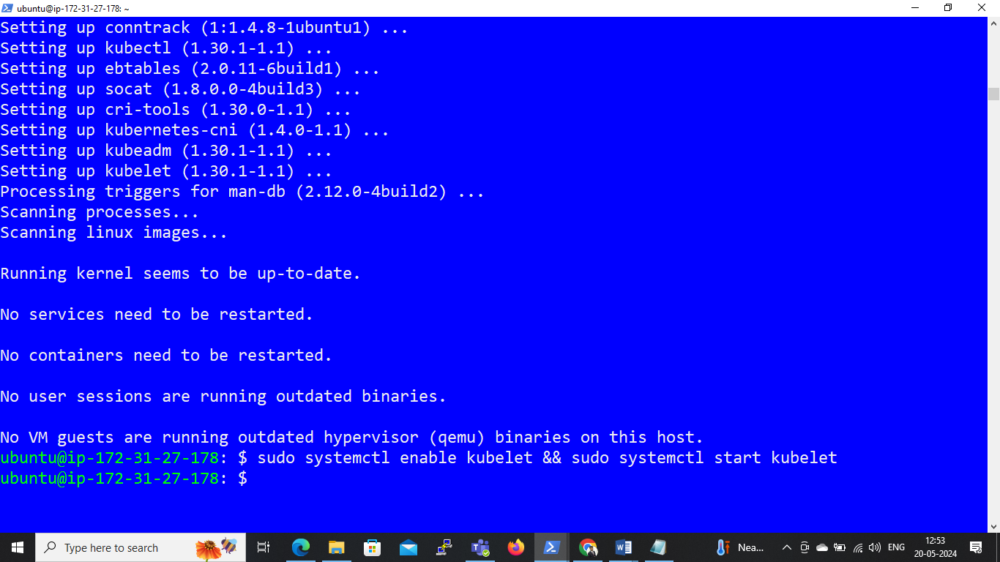 ubuntu@ip-172-31-27-178: ~
Setting up conntrack (1:1.4.8-1ubuntu1) ...
Setting up kubectl (1.30.1-1.1) ...
Setting up ebtables (2.0.11-6build1) ...
Setting up socat (1.8.0.0-4build3) ...
Setting up cri-tools (1.30.0-1.1) ...
Setting up kubernetes-cni (1.4.0-1.1) ...
Setting up kubeadm (1.30.1-1.1) ...
Setting up kubelet (1.30.1-1.1) ...
Processing triggers for man-db (2.12.0-4build2) ...
Scanning processes...
Scanning linux images...
Running kernel seems to be up-to-date.
No services need to be restarted.
No containers need to be restarted.
No user sessions are running outdated binaries.
No VM guests are running outdated hypervisor (qemu) binaries on this host.
ubuntu@ip-172-31-27-178: $ sudo systemctl enable kubelet && sudo systemctl start kubelet
ubuntu@ip-172-31-27-178: $
Type here to search
Nea...
ENG
12:53
20-05-2024